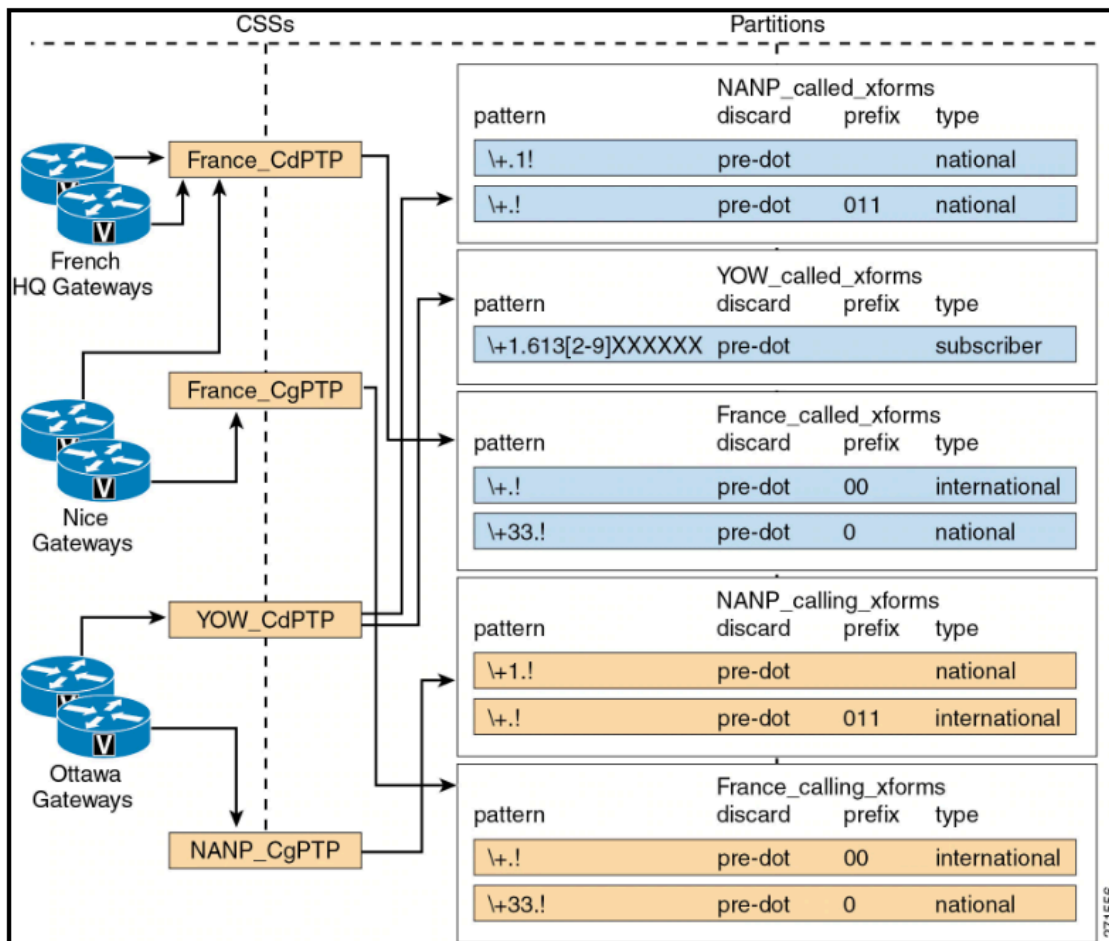 CSSs
Partitions
French
HQ Gateways
Nice
Gateways
Ottawa
Gateways
V
V
V
France_CdPTP
France_CgPTP
YOW_CdPTP
NANP_CgPTP
NANP_called_xforms
pattern discard prefix type
\+.1! pre-dot national
\+.! pre-dot 011 national
YOW_called_xforms
pattern discard prefix type
\+1.613[2-9]XXXXXX pre-dot subscriber
France_called_xforms
pattern discard prefix type
\+.! pre-dot 00 international
\+33.! pre-dot 0 national
NANP_calling_xforms
pattern discard prefix type
\+1.! pre-dot national
\+.! pre-dot 011 international
France_calling_xforms
pattern discard prefix type
\+.! pre-dot 00 international
\+33.! pre-dot 0 national